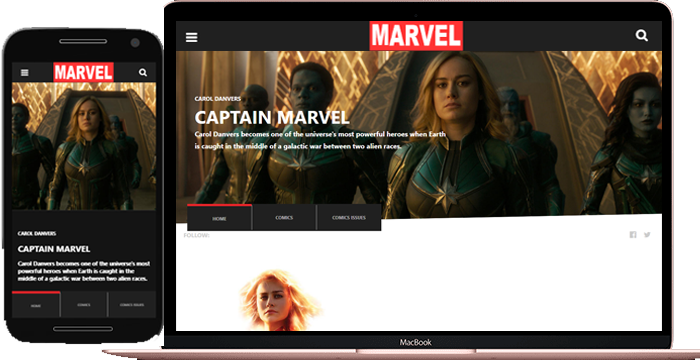 MARVEL
CAROL DANVERS
CAPTAIN MARVEL
Carol Danvers becomes one of the universe's most
powerful heroes when Earth is caught in the
middle of a galactic war between two alien races.
HOME COMICS COMICS ISSUES
MARVEL
CAROL DANVERS
CAPTAIN MARVEL
Carol Danvers becomes one of the universe's most powerful heroes when Earth
is caught in the middle of a galactic war between two alien races.
HOME COMICS COMICS ISSUES
FOLLOW:
MacBook